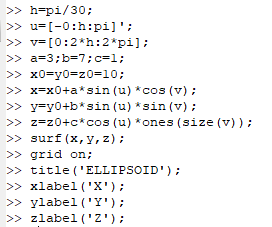 >> h=pi/30;
>> u=[-0:h:pi]';
>> v=[0:2*h:2*pi];
>> a=3;b=7;c=1;
>> x0=y0=z0=10;
>> x=x0+a*sin(u)*cos(v);
>> y=y0+b*sin(u)*sin(v);
>> z=z0+c*cos(u)*ones(size(v));
>> surf(x,y,z);
>> grid on;
>> title('ELLIPSOID');
>> xlabel('X');
>> ylabel('Y');
>> zlabel('Z');